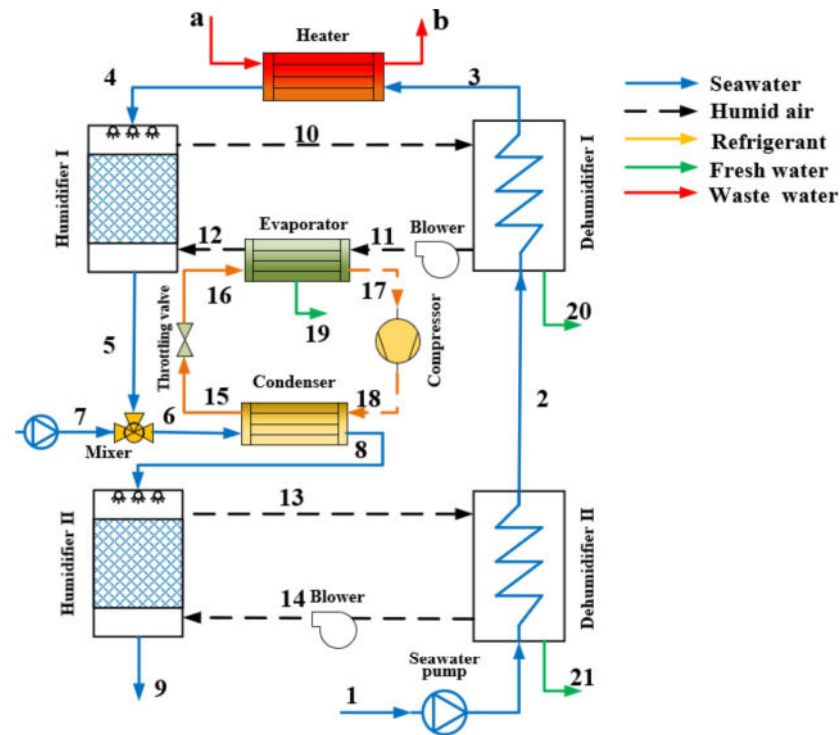 a
b
Heater
4
3
Seawater
Humid air
Refrigerant
Fresh water
Waste water
10
Humidifier I
Dehumidifier I
Evaporator
Blower
12
11
16
17
19
20
Throttling valve
Compressor
5
Condenser
15
18
2
7
6
8
Mixer
13
Humidifier II
Dehumidifier II
14
Blower
Seawater
pump
9
1
21